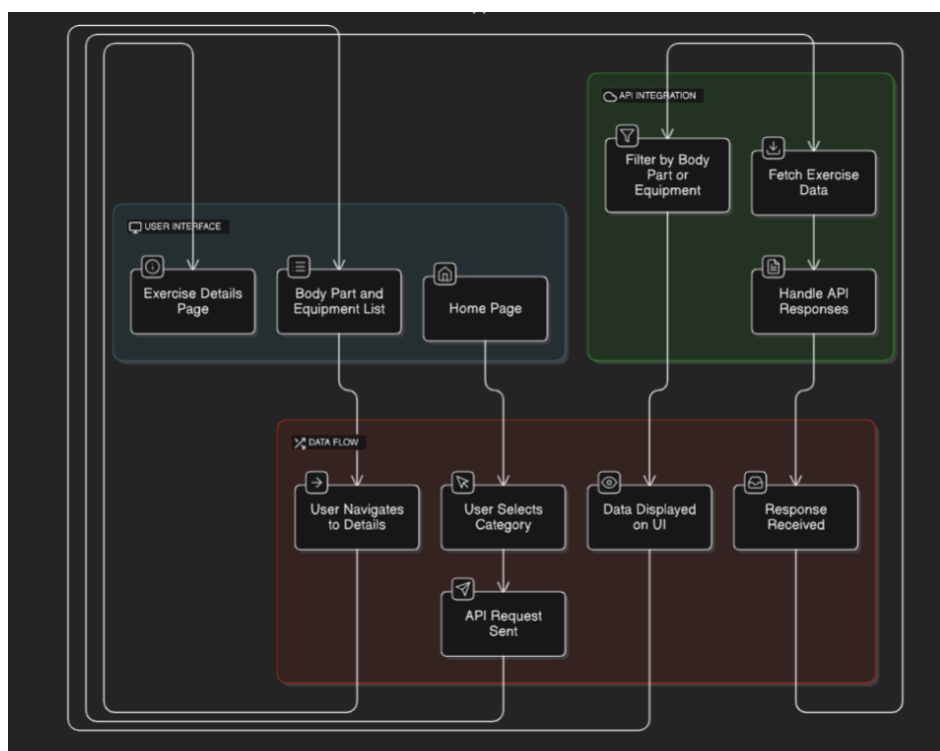 API INTEGRATION
Filter by Body
Part or
Equipment
Fetch Exercise
Data
USER INTERFACE
Exercise Details
Page
Body Part and
Equipment List
Home Page
Handle API
Responses
DATA FLOW
User Navigates
to Details
User Selects
Category
Data Displayed
on UI
Response
Received
API Request
Sent